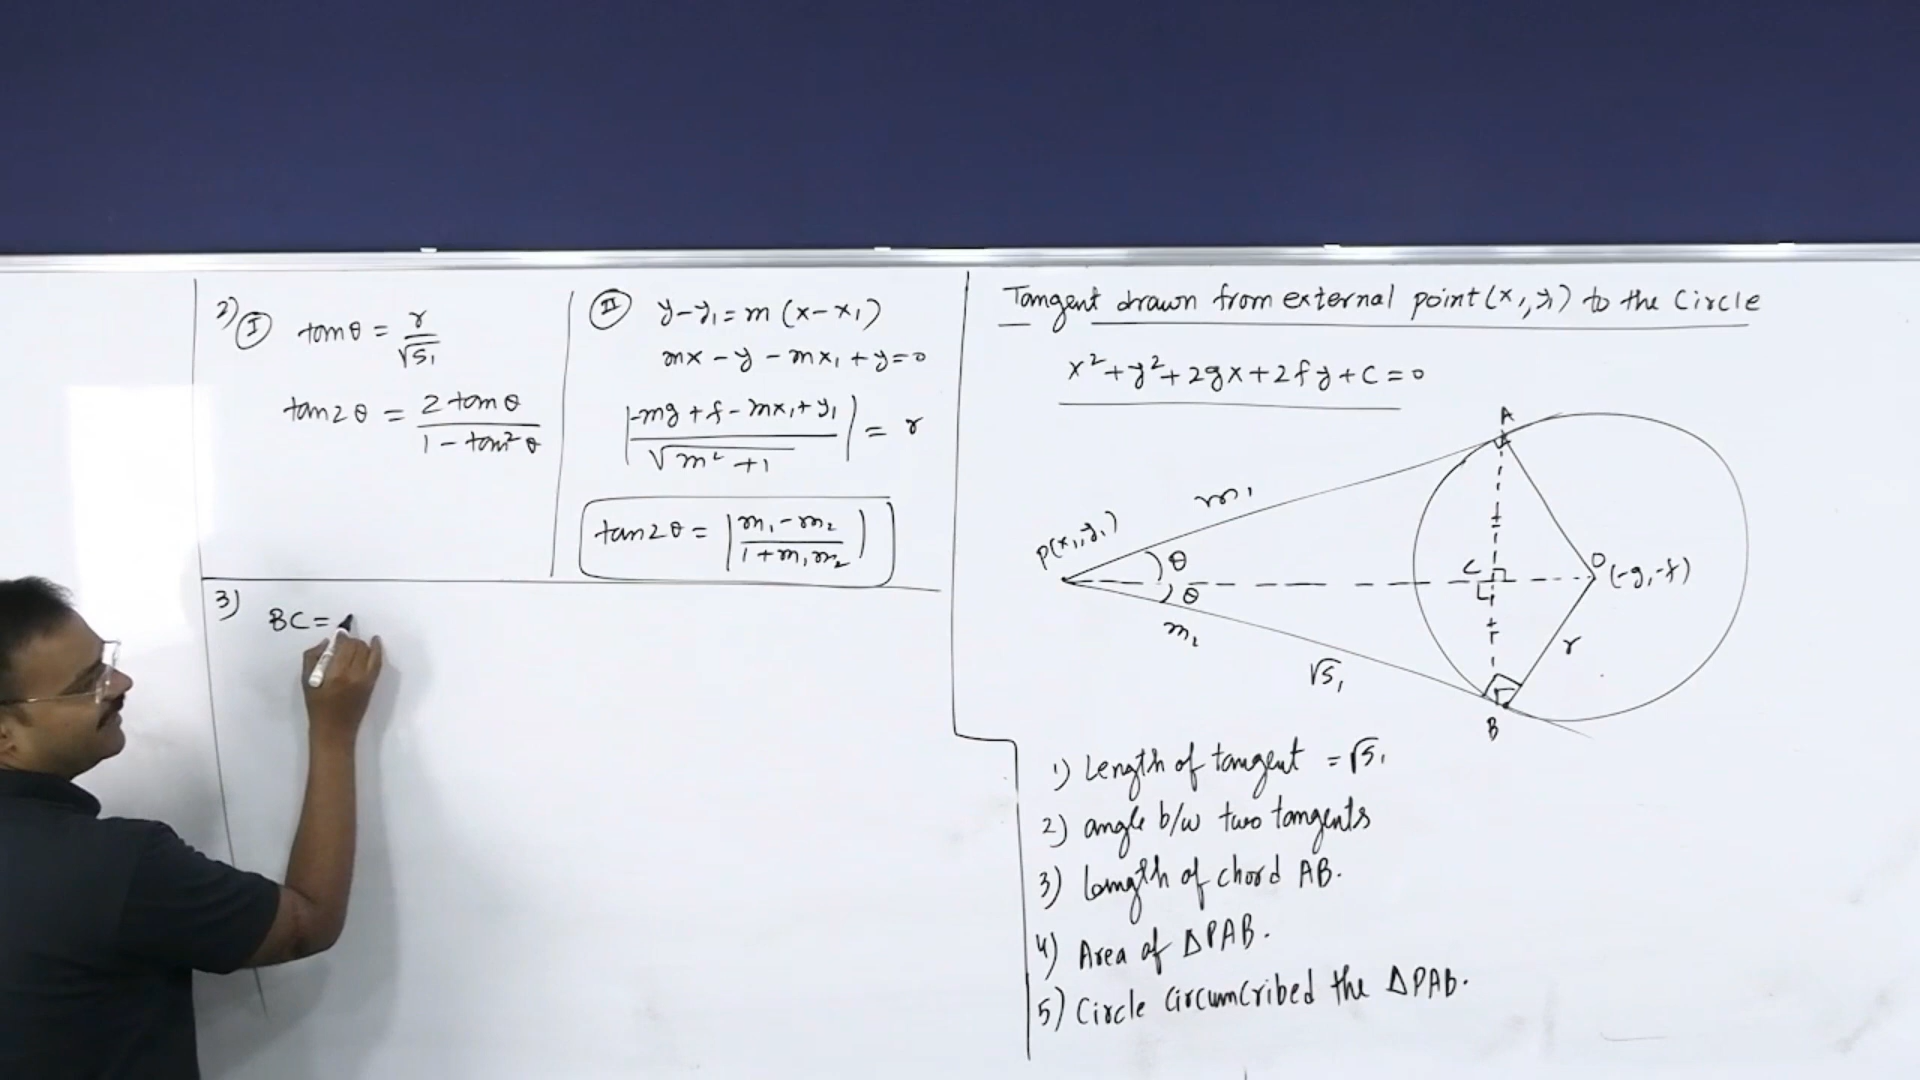 2) I tanθ = r/√S₁
tan2θ = 2 tanθ / 1 - tan²θ
II y-y₁ = m (x-x₁)
mx - y - mx₁ + y = 0
|-mg + f - mx₁ + y₁ / √m² + 1| = r
tan2θ = |m₁ - m₂ / 1 + m₁m₂|
3) BC =
Tangent drawn from external point (x₁, y₁) to the Circle
x² + y² + 2gx + 2fy + c = 0
A
m₁
P(x₁, y₁)
θ
θ
C
L
O (-g, -f)
m₂
r
√S₁
B
1) Length of tangent = √S₁
2) angle b/w two tangents
3) Length of chord AB.
4) Area of ΔPAB.
5) Circle Circumcribed the ΔPAB.